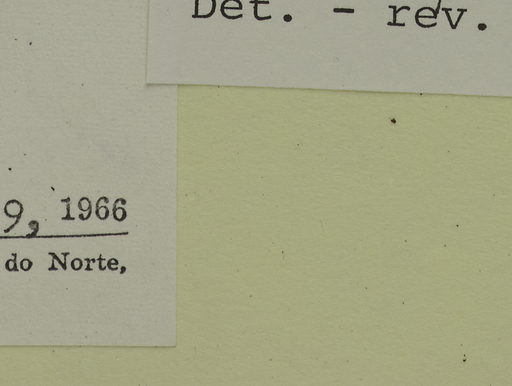 Det. - rev.
9, 1966
do Norte,